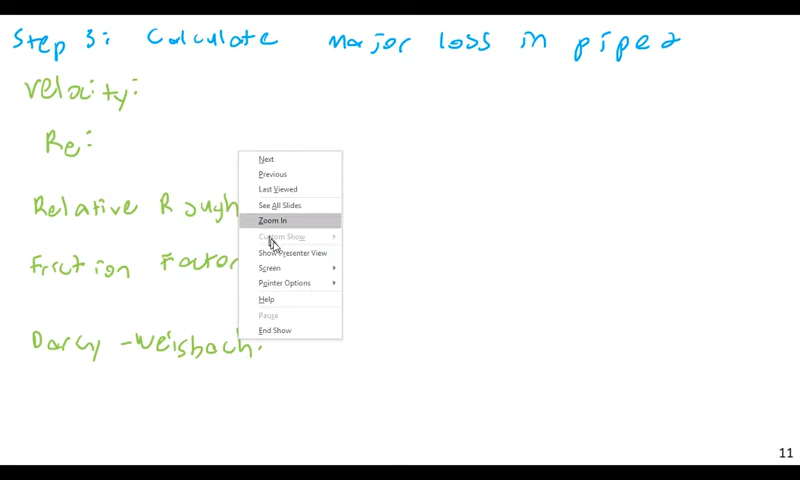 Step 3: Calculate major loss in pipe 2
Velocity:
Re:
Relative Rough
Friction Factor
Darcy-Weisbach:
Next
Previous
Last Viewed
See All Slides
Zoom In
Custom Show
Show Presenter View
Screen
Pointer Options
Help
Pause
End Show
11